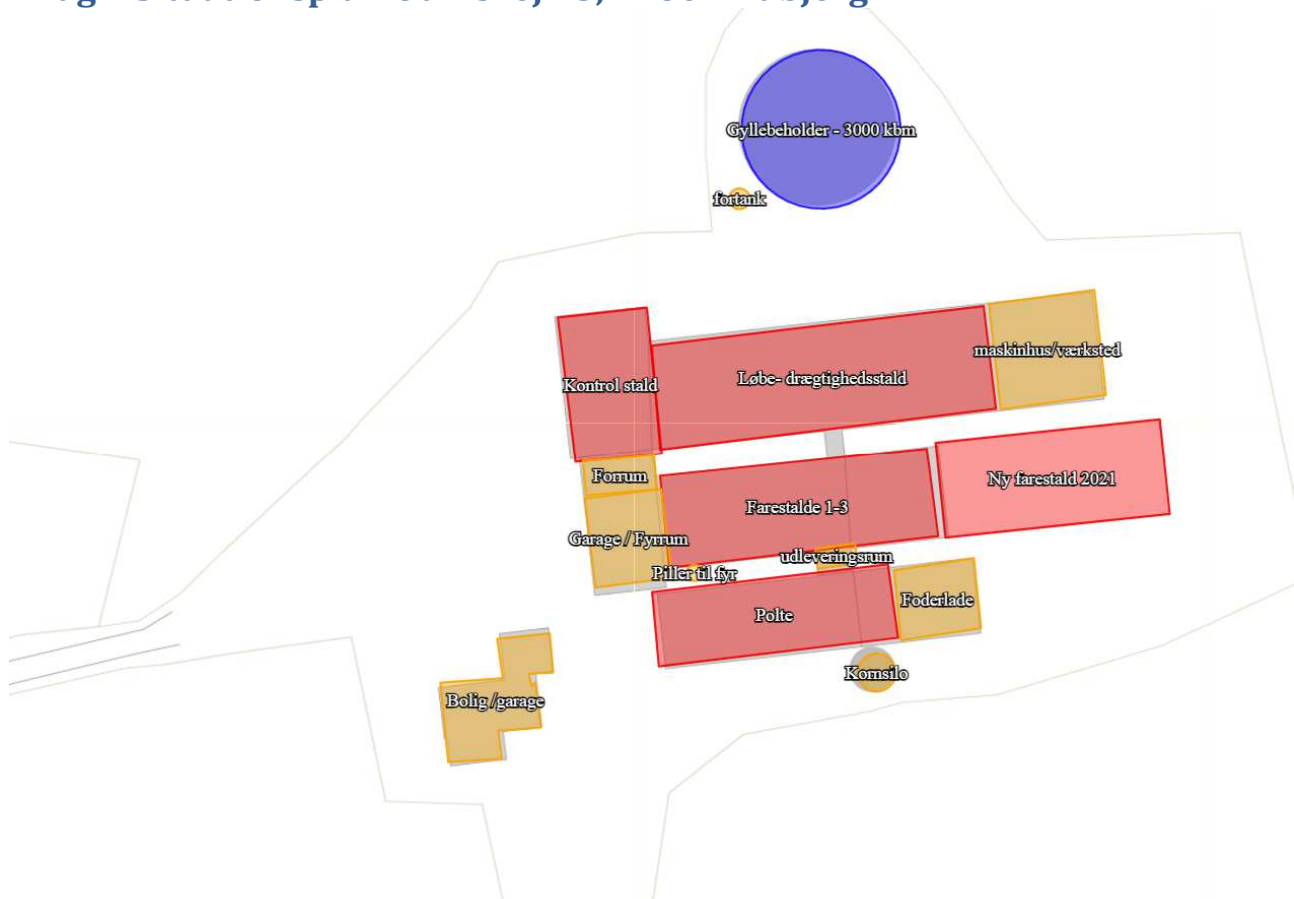 Gyllebeholder - 3000 kbm
fortank
maskinhus/værksted
Kontrol stald
Løbe- drægtighedsstald
Forrum
Ny farestald 2021
Farestalde 1-3
Garage / Fyrrum
udleveringsrum
Piller til fyr
Foderlade
Polte
Kornsilo
Bolig /garage